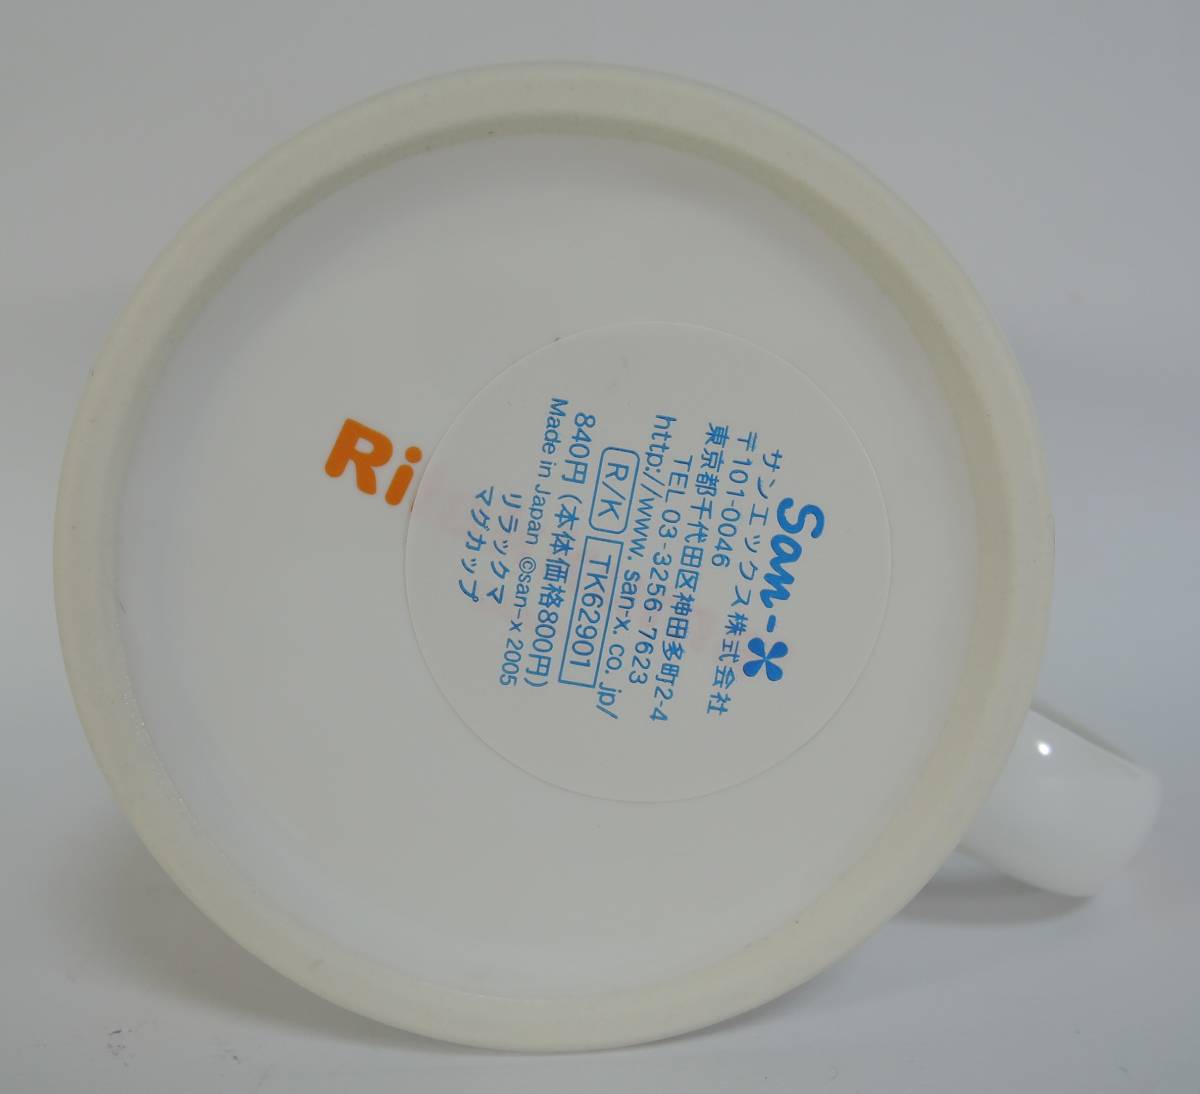 Ri
San-x
サンエックス株式会社
〒101-0046
東京都千代田区神田多町2-4
TEL 03-3256-7623
http://www.san-x.co.jp/
R/K TK62901
840円(本体価格800円)
Made in Japan ©san-x 2005
リラックマ
マグカップ